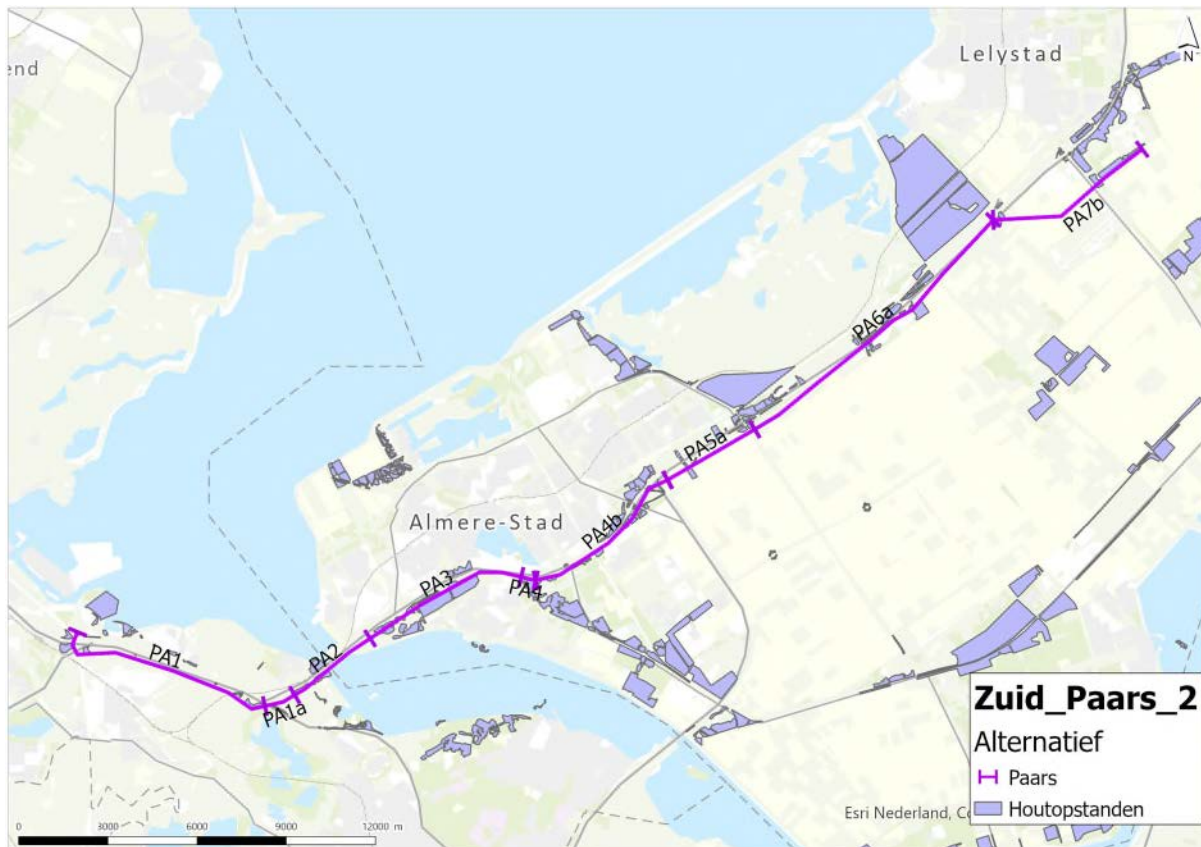 end
Lelystad
N
PA7b
PA6a
PA5a
Almere-Stad
PA4b
PA3
PA4
PA2
PA1
PA1a
Zuid_Paars_2
Alternatief
Paars
Houtopstanden
Esri Nederland, Co
0 3000 6000 9000 12000 m